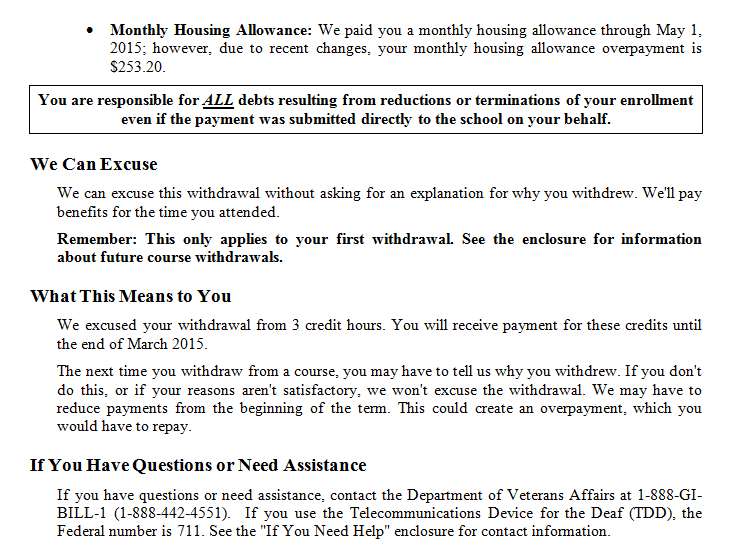 • Monthly Housing Allowance: We paid you a monthly housing allowance through May 1,
2015; however, due to recent changes, your monthly housing allowance overpayment is
$253.20.
You are responsible for ALL debts resulting from reductions or terminations of your enrollment
even if the payment was submitted directly to the school on your behalf.
We Can Excuse
We can excuse this withdrawal without asking for an explanation for why you withdrew. We'll pay
benefits for the time you attended.
Remember: This only applies to your first withdrawal. See the enclosure for information
about future course withdrawals.
What This Means to You
We excused your withdrawal from 3 credit hours. You will receive payment for these credits until
the end of March 2015.
The next time you withdraw from a course, you may have to tell us why you withdrew. If you don't
do this, or if your reasons aren't satisfactory, we won't excuse the withdrawal. We may have to
reduce payments from the beginning of the term. This could create an overpayment, which you
would have to repay.
If You Have Questions or Need Assistance
If you have questions or need assistance, contact the Department of Veterans Affairs at 1-888-GI-
BILL-1 (1-888-442-4551). If you use the Telecommunications Device for the Deaf (TDD), the
Federal number is 711. See the "If You Need Help" enclosure for contact information.